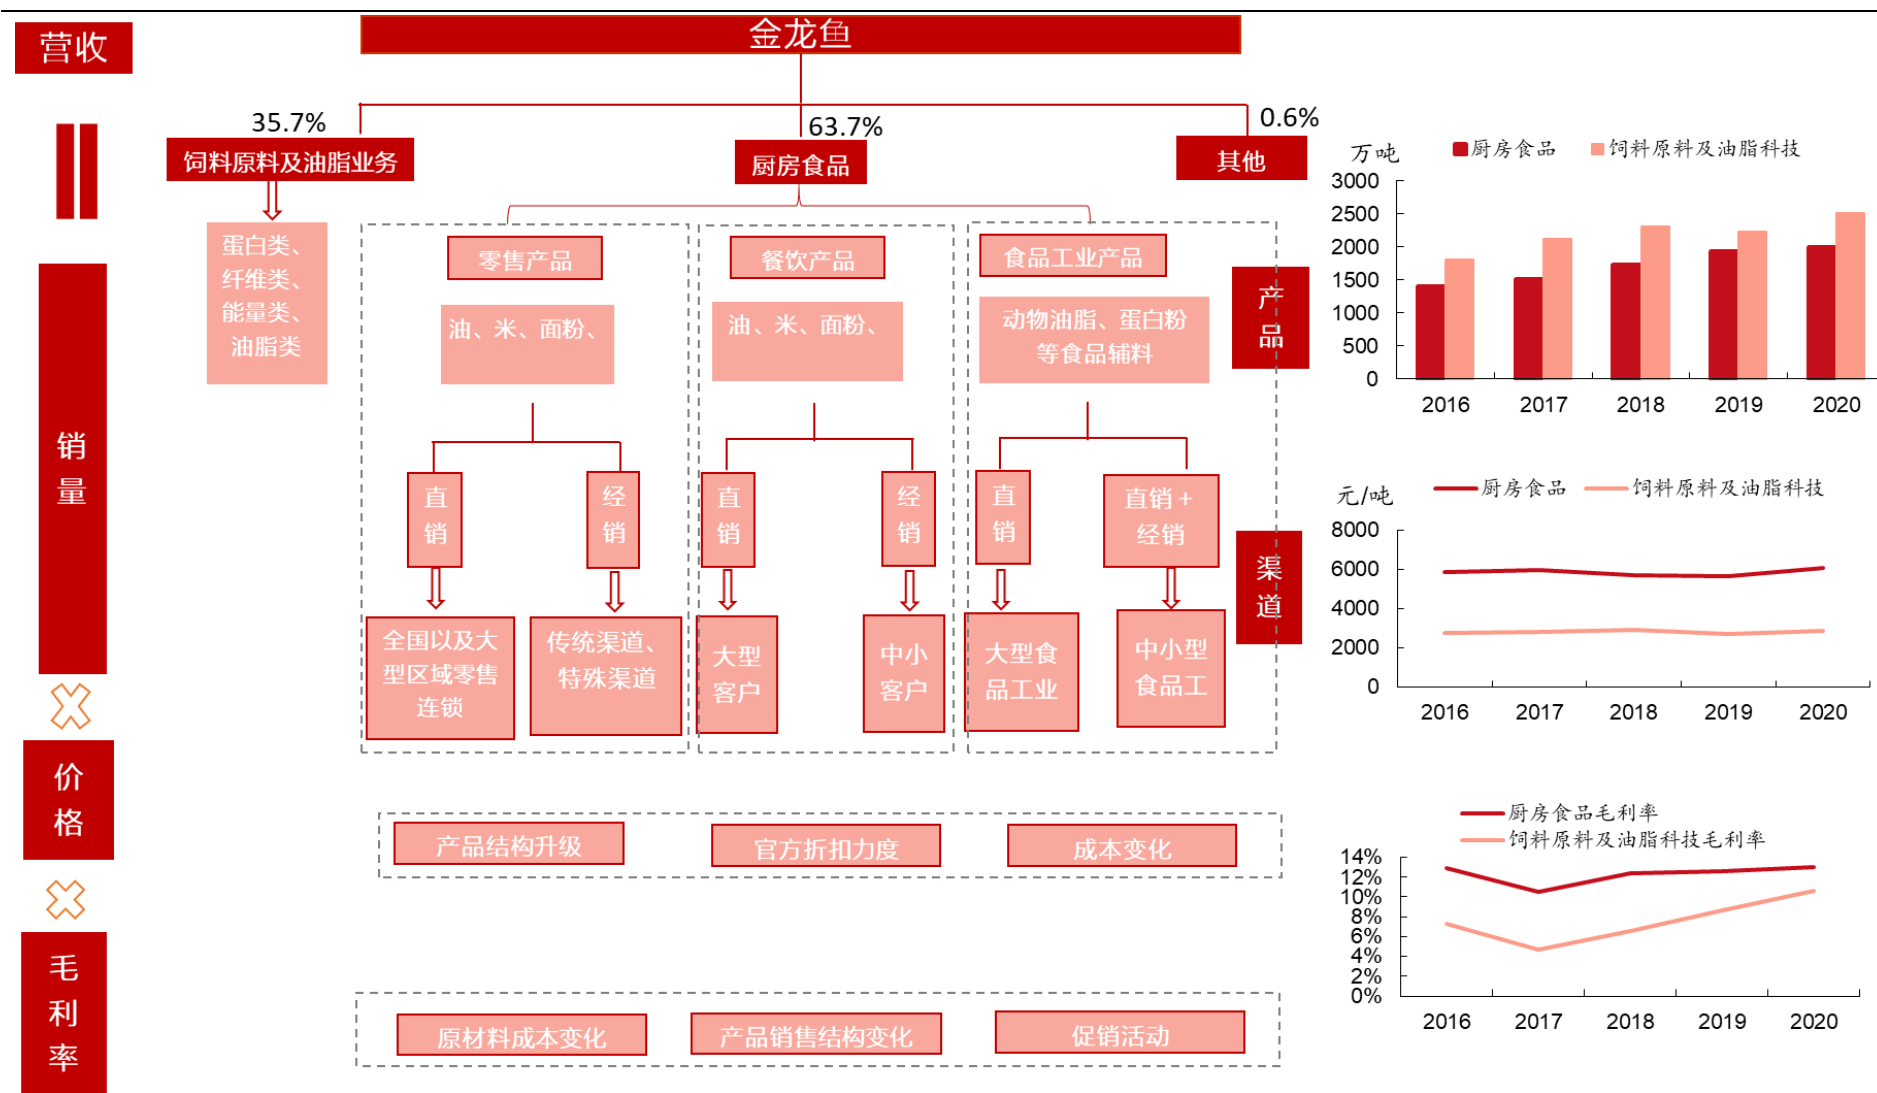 营收
金龙鱼
35.7%
63.7%
0.6%
饲料原料及油脂业务
厨房食品
其他
蛋白类、
纤维类、
能量类、
油脂类
零售产品
餐饮产品
食品工业产品
油、米、面粉、
油、米、面粉、
动物油脂、蛋白粉
等食品辅料
产
品
销
量
直
销
经
销
直
销
经
销
直
销
直销+
经销
渠
道
全国以及大
型区域零售
连锁
传统渠道、
特殊渠道
大型
客户
中小
客户
大型食
品工业
中小型
食品工
价
格
产品结构升级
官方折扣力度
成本变化
毛
利
率
原材料成本变化
产品销售结构变化
促销活动
万吨
厨房食品
饲料原料及油脂科技
3000
2500
2000
1500
1000
500
0
2016
2017
2018
2019
2020
元/吨
厨房食品
饲料原料及油脂科技
8000
6000
4000
2000
0
2016
2017
2018
2019
2020
厨房食品毛利率
饲料原料及油脂科技毛利率
14%
12%
10%
8%
6%
4%
2%
0%
2016
2017
2018
2019
2020